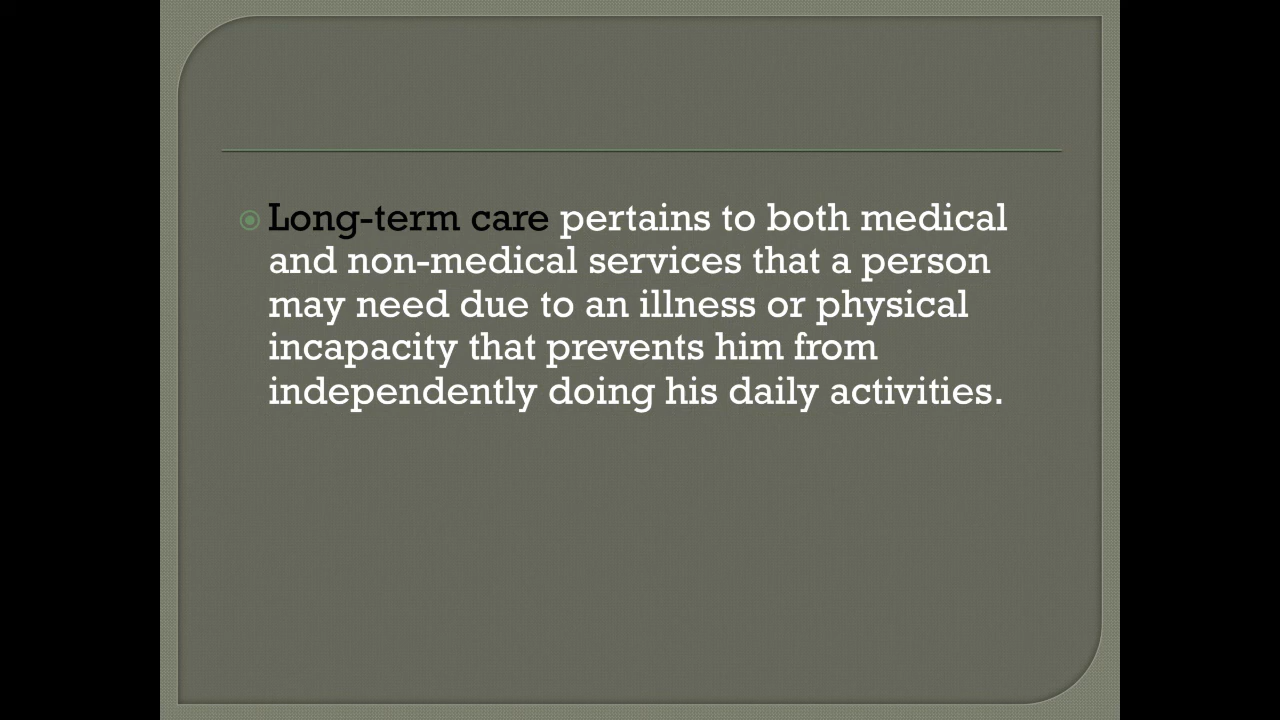 Long-term care pertains to both medical
and non-medical services that a person
may need due to an illness or physical
incapacity that prevents him from
independently doing his daily activities.